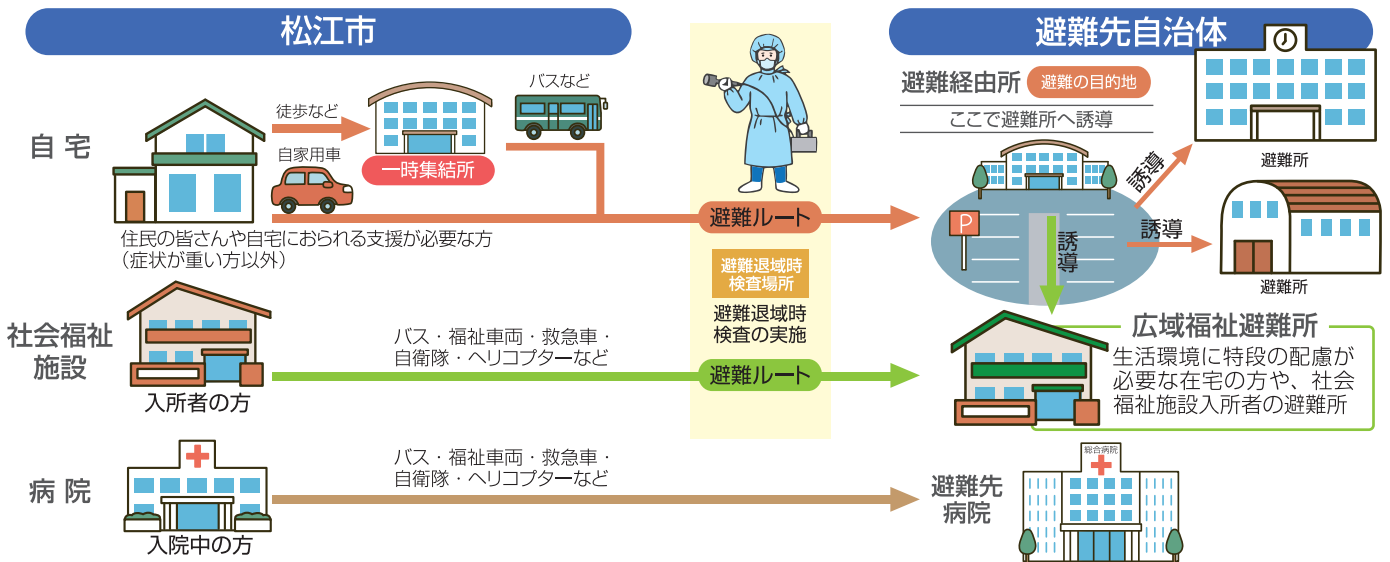 松江市
避難先自治体
自宅
徒歩など
一時集結所
バスなど
自家用車
避難ルート
住民の皆さんや自宅におられる支援が必要な方
（症状が重い方以外）
避難経由所
避難の目的地
ここで避難所へ誘導
P
誘導
避難所
誘導
避難所
誘導
避難退域時
検査場所
避難退域時
検査の実施
社会福祉
施設
入所者の方
バス・福祉車両・救急車・
自衛隊・ヘリコプターなど
避難ルート
広域福祉避難所
生活環境に特段の配慮が
必要な在宅の方や、社会
福祉施設入所者の避難所
病院
入院中の方
バス・福祉車両・救急車・
自衛隊・ヘリコプターなど
避難先
病院
総合病院